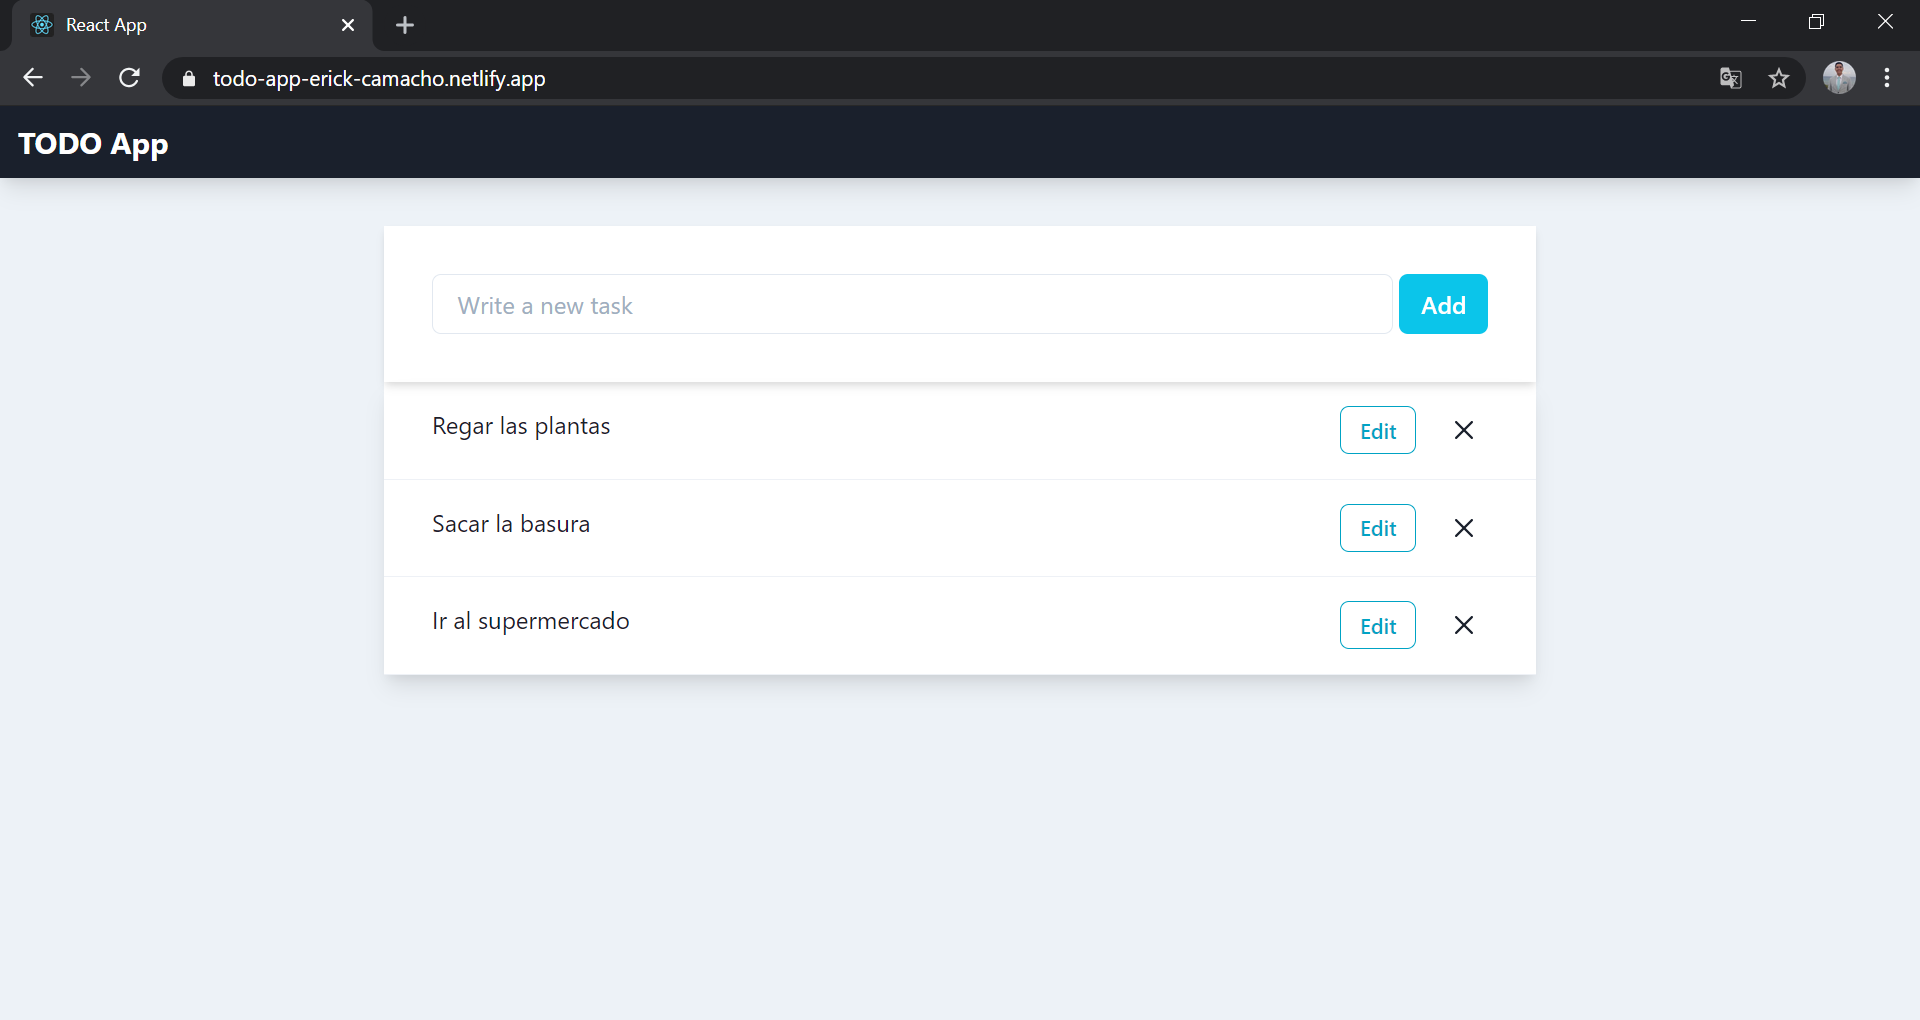 React App
todo-app-erick-camacho.netlify.app
TODO App
Write a new task
Add
Regar las plantas
Edit
Sacar la basura
Edit
Ir al supermercado
Edit